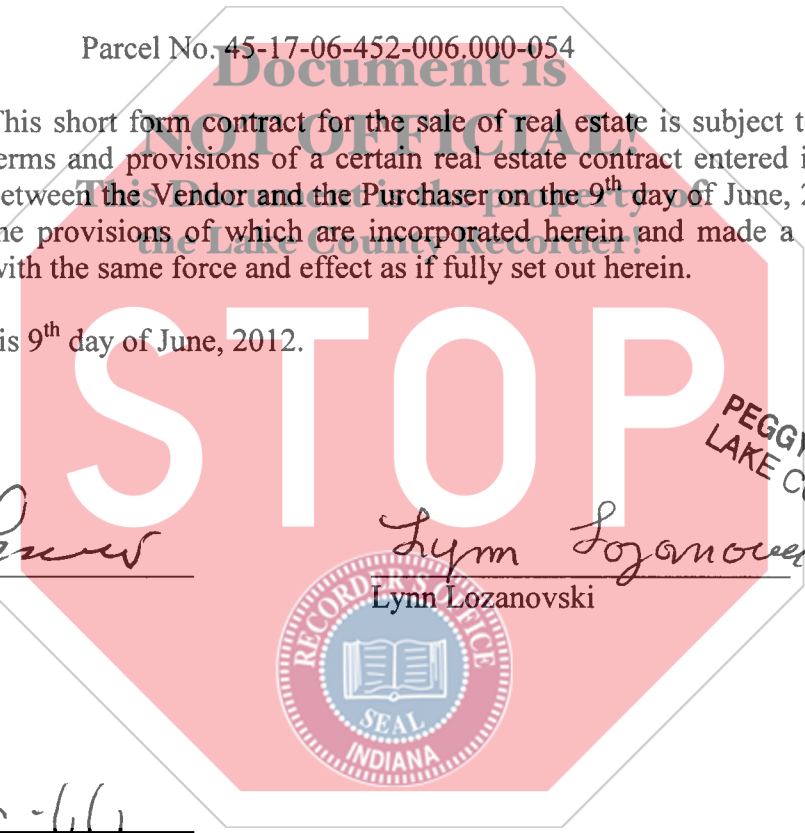 Parcel No. 45-17-06-452-006.000-054
Document is
his short form contract for the sale of real estate is subject t
NOT OFFICIAL!
erms and provisions of a certain real estate contract entered i
etween the Vendor and the Purchaser on the 9th day of June, 2
This Document is the property of
he provisions of which are incorporated herein and made a
the Lake County Recorder!
with the same force and effect as if fully set out herein.
is 9th day of June, 2012.
STOP
PEGGY
LAKE CO
Lynn Lozanovski
Lynn Lozanovski
RECORDER'S OFFICE
SEAL
INDIANA